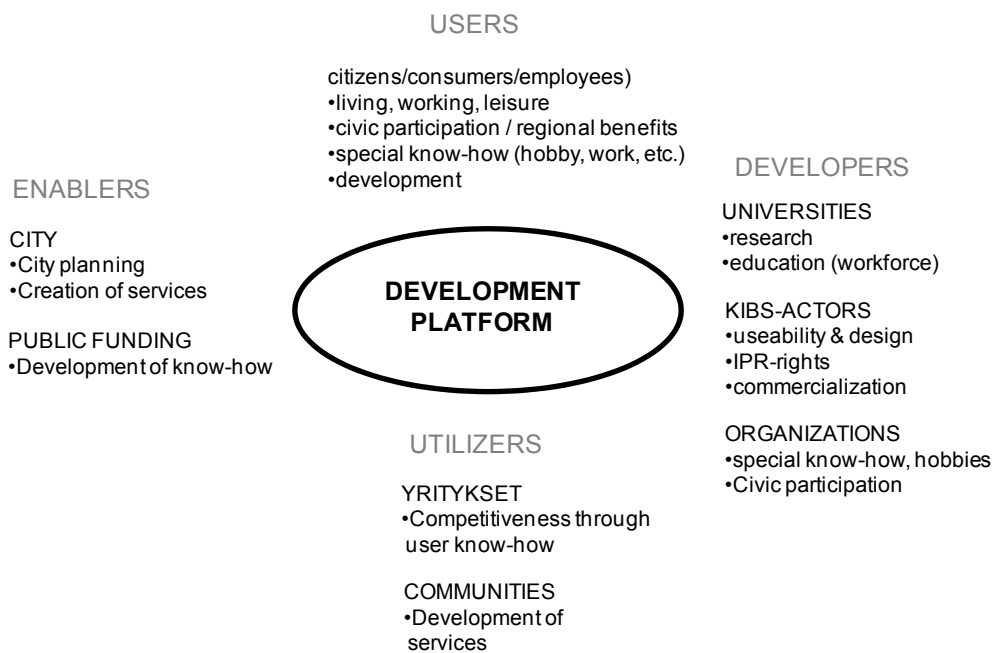 USERS
citizens/consumers/employees)
•living, working, leisure
•civic participation / regional benefits
•special know-how (hobby, work, etc.)
•development
ENABLERS
CITY
•City planning
•Creation of services
PUBLIC FUNDING
•Development of know-how
DEVELOPMENT
PLATFORM
DEVELOPERS
UNIVERSITIES
•research
•education (workforce)
KIBS-ACTORS
•useability & design
•IPR-rights
•commercialization
ORGANIZATIONS
•special know-how, hobbies
•Civic participation
UTILIZERS
YRITYKSET
•Competitiveness through
user know-how
COMMUNITIES
•Development of
services